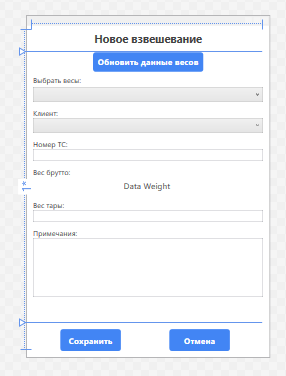 Новое взвешевание
Обновить данные весов
Выбрать весы:
Клиент:
Номер ТС:
Вес брутто:
Data Weight
Вес тары:
Примечания:
Сохранить
Отмена